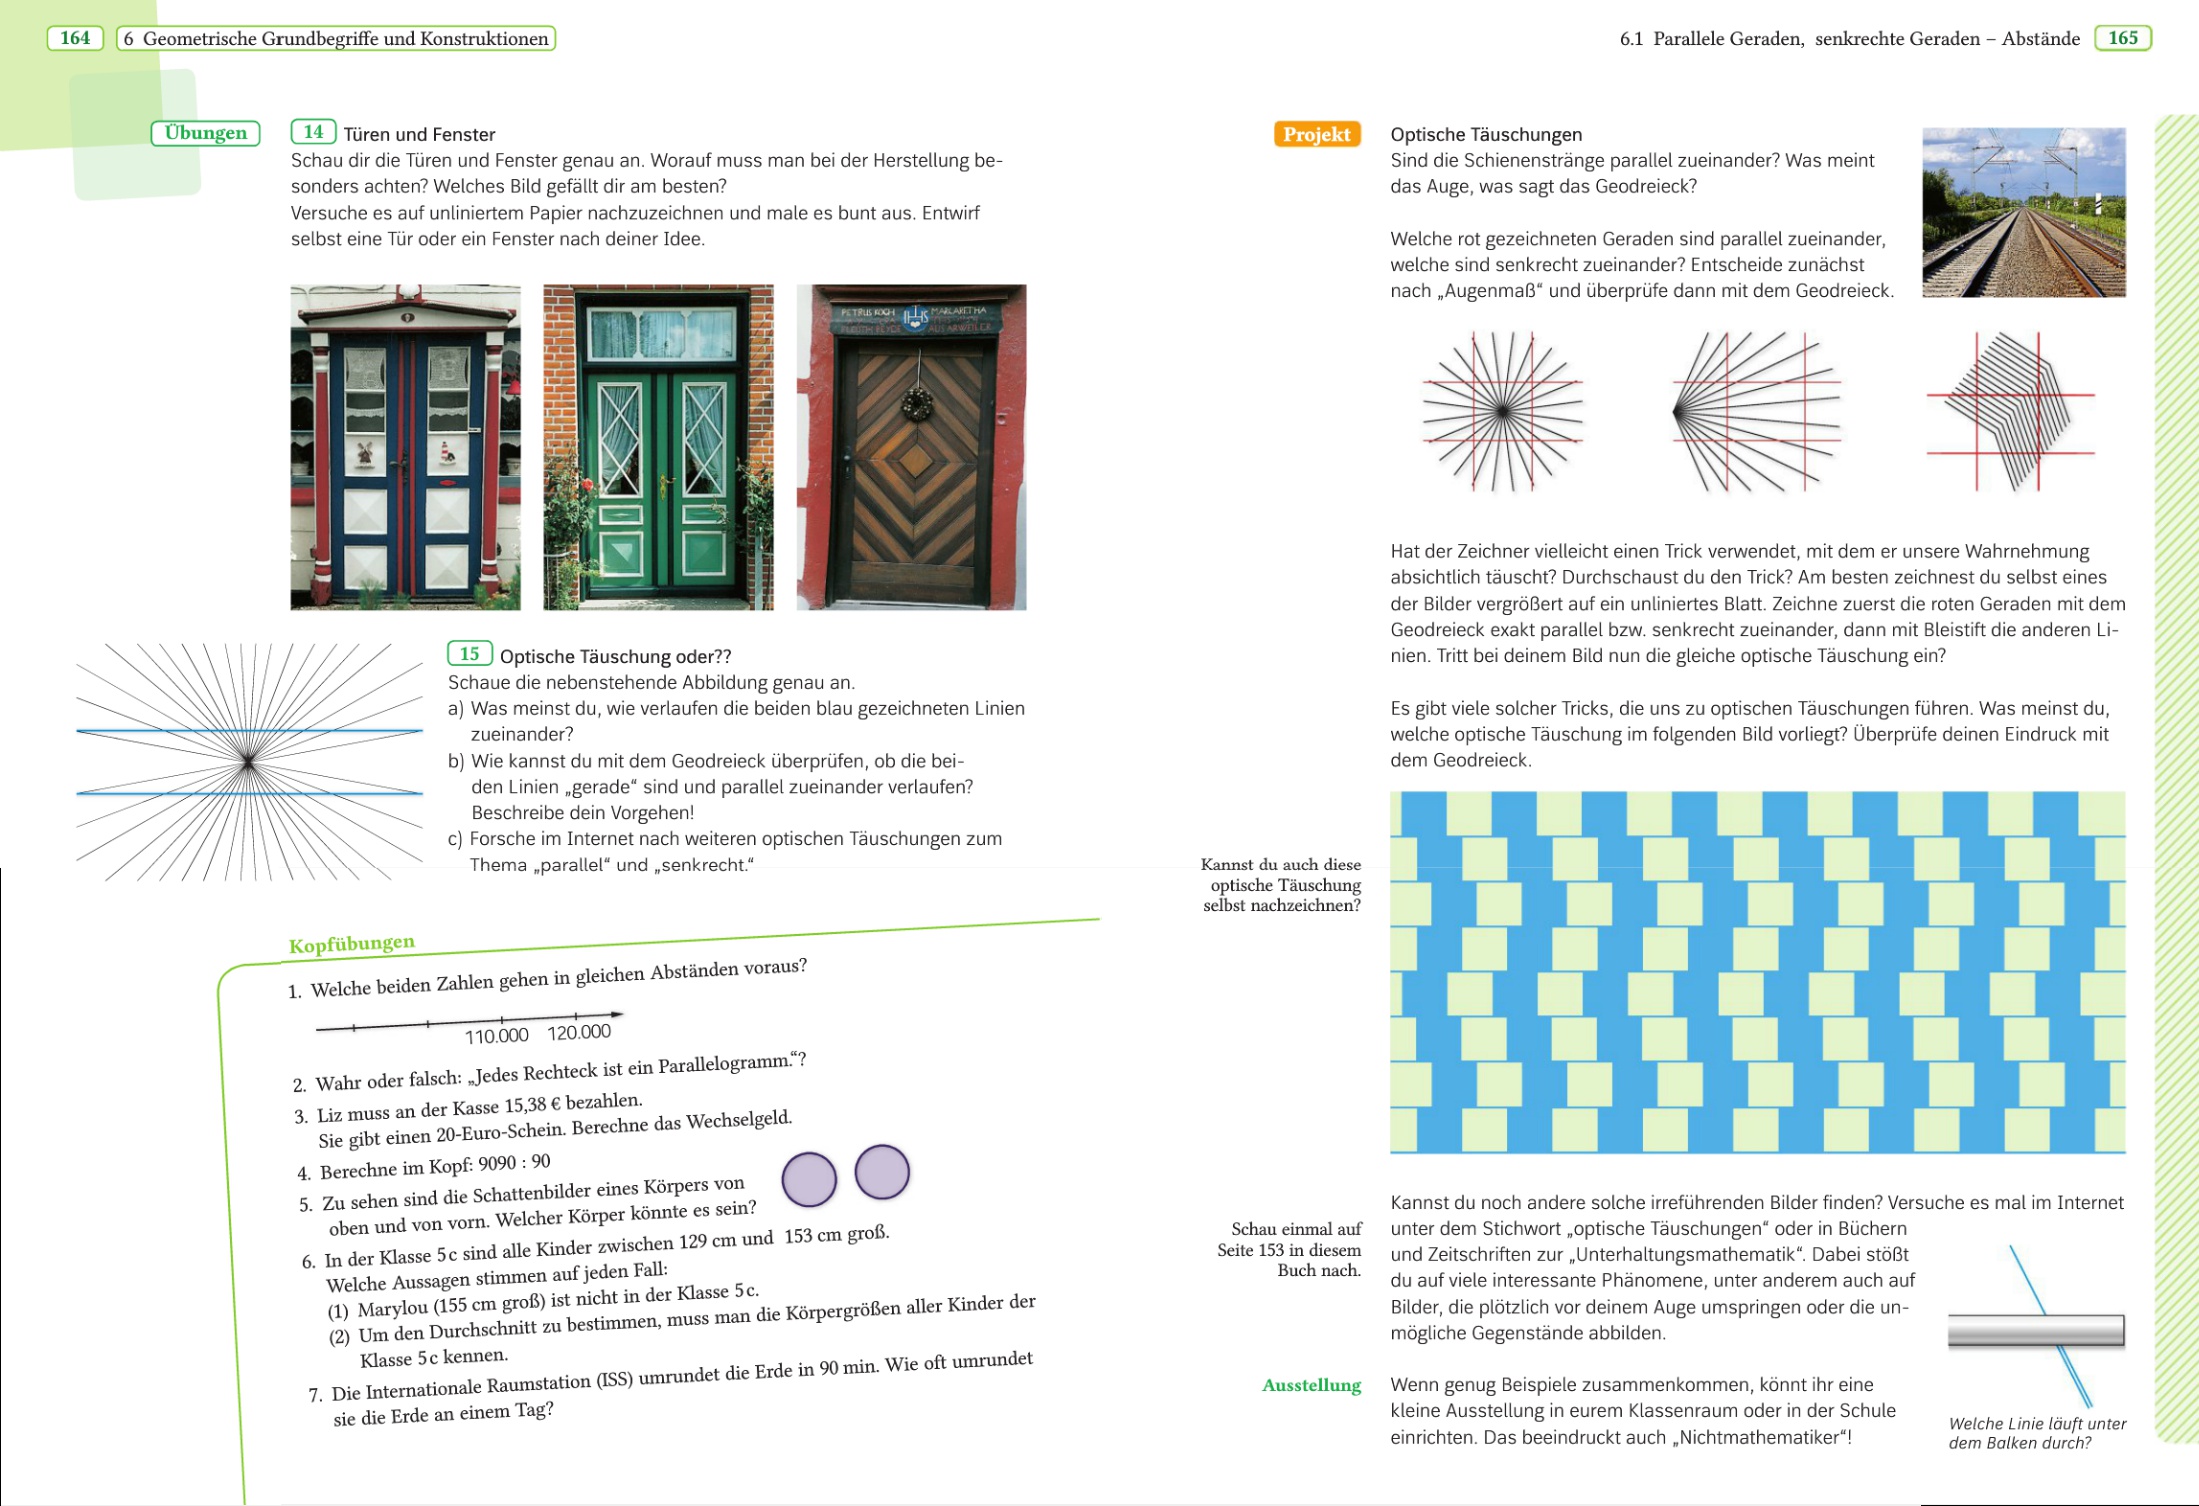 164 6 Geometrische Grundbegriffe und Konstruktionen
Übungen
14 Türen und Fenster
Schau dir die Türen und Fenster genau an. Worauf muss man bei der Herstellung be-
sonders achten? Welches Bild gefällt dir am besten?
Versuche es auf unliniertem Papier nachzuzeichnen und male es bunt aus. Entwirf
selbst eine Tür oder ein Fenster nach deiner Idee.
PETRUS KOCH IHS MARGARETHA
15 Optische Täuschung oder??
Schaue die nebenstehende Abbildung genau an.
a) Was meinst du, wie verlaufen die beiden blau gezeichneten Linien
zueinander?
b) Wie kannst du mit dem Geodreieck überprüfen, ob die bei-
den Linien „gerade“ sind und parallel zueinander verlaufen?
Beschreibe dein Vorgehen!
c) Forsche im Internet nach weiteren optischen Täuschungen zum
Thema „parallel“ und „senkrecht.“
Kopfübungen
1. Welche beiden Zahlen gehen in gleichen Abständen voraus?
110.000 120.000
2. Wahr oder falsch: „Jedes Rechteck ist ein Parallelogramm.“?
3. Liz muss an der Kasse 15,38 € bezahlen.
Sie gibt einen 20-Euro-Schein. Berechne das Wechselgeld.
4. Berechne im Kopf: 9090 : 90
5. Zu sehen sind die Schattenbilder eines Körpers von
oben und von vorn. Welcher Körper könnte es sein?
6. In der Klasse 5 c sind alle Kinder zwischen 129 cm und 153 cm groß.
Welche Aussagen stimmen auf jeden Fall:
(1) Marylou (155 cm groß) ist nicht in der Klasse 5 c.
(2) Um den Durchschnitt zu bestimmen, muss man die Körpergrößen aller Kinder der
Klasse 5 c kennen.
7. Die Internationale Raumstation (ISS) umrundet die Erde in 90 min. Wie oft umrundet
sie die Erde an einem Tag?
6.1 Parallele Geraden, senkrechte Geraden – Abstände 165
Projekt
Optische Täuschungen
Sind die Schienenstränge parallel zueinander? Was meint
das Auge, was sagt das Geodreieck?
Welche rot gezeichneten Geraden sind parallel zueinander,
welche sind senkrecht zueinander? Entscheide zunächst
nach „Augenmaß“ und überprüfe dann mit dem Geodreieck.
Hat der Zeichner vielleicht einen Trick verwendet, mit dem er unsere Wahrnehmung
absichtlich täuscht? Durchschaust du den Trick? Am besten zeichnest du selbst eines
der Bilder vergrößert auf ein unliniertes Blatt. Zeichne zuerst die roten Geraden mit dem
Geodreieck exakt parallel bzw. senkrecht zueinander, dann mit Bleistift die anderen Li-
nien. Tritt bei deinem Bild nun die gleiche optische Täuschung ein?
Es gibt viele solcher Tricks, die uns zu optischen Täuschungen führen. Was meinst du,
welche optische Täuschung im folgenden Bild vorliegt? Überprüfe deinen Eindruck mit
dem Geodreieck.
Kannst du auch diese
optische Täuschung
selbst nachzeichnen?
Kannst du noch andere solche irreführenden Bilder finden? Versuche es mal im Internet
unter dem Stichwort „optische Täuschungen“ oder in Büchern
und Zeitschriften zur „Unterhaltungsmathematik“. Dabei stößt
du auf viele interessante Phänomene, unter anderem auch auf
Bilder, die plötzlich vor deinem Auge umspringen oder die un-
mögliche Gegenstände abbilden.
Schau einmal auf
Seite 153 in diesem
Buch nach.
Ausstellung
Wenn genug Beispiele zusammenkommen, könnt ihr eine
kleine Ausstellung in eurem Klassenraum oder in der Schule
einrichten. Das beeindruckt auch „Nichtmathematiker“!
Welche Linie läuft unter
dem Balken durch?